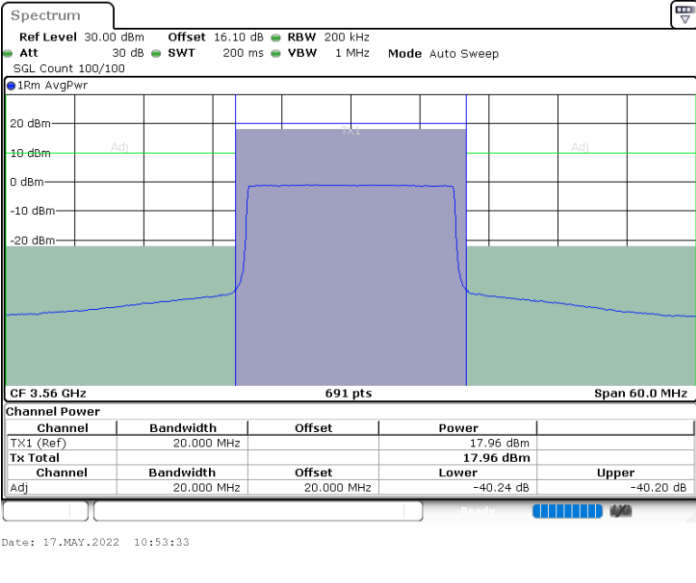 Spectrum
Ref Level 30.00 dBm Offset 16.10 dB RBW 200 kHz
Att 30 dB SWT 200 ms VBW 1 MHz Mode Auto Sweep
SGL Count 100/100
1Rm AvgPwr
20 dBm
TX1
10 dBm Adj Adj
0 dBm
-10 dBm
-20 dBm
CF 3.56 GHz 691 pts Span 60.0 MHz
Channel Power
Channel Bandwidth Offset Power
TX1 (Ref) 20.000 MHz 17.96 dBm
Tx Total 17.96 dBm
Channel Bandwidth Offset Lower Upper
Adj 20.000 MHz 20.000 MHz -40.24 dB -40.20 dB
Ready
Date: 17.MAY.2022 10:53:33